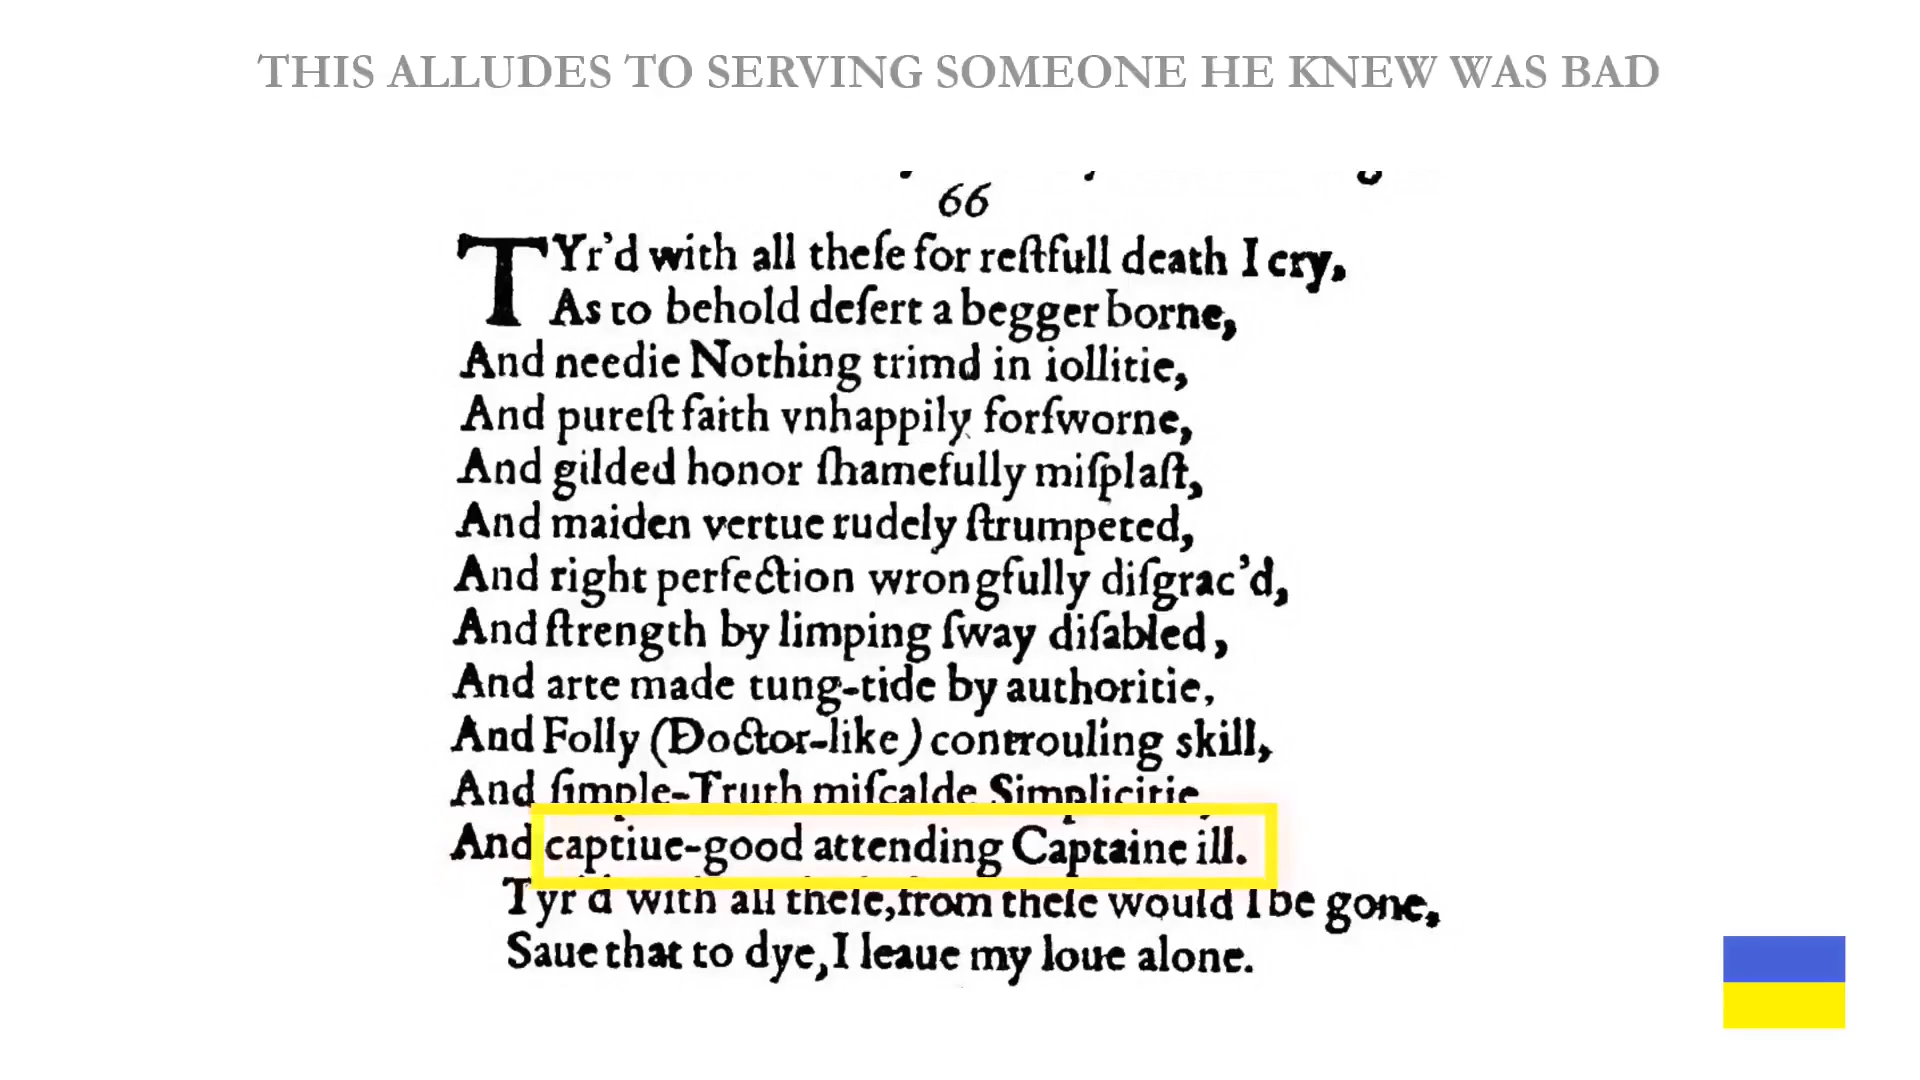 THIS ALLUDES TO SERVING SOMEONE HE KNEW WAS BAD
66
TYr'd with all theſe for reſtfull death I cry,
As to behold deſert a begger borne,
And needie Nothing trimd in iollitie,
And pureſt faith vnhappily forſworne,
And gilded honor ſhamefully miſplaſt,
And maiden vertue rudely ſtrumpeted,
And right perfection wrongfully diſgrac'd,
And ſtrength by limping ſway diſabled,
And arte made tung-tide by authoritie,
And Folly (Doctor-like) controuling skill,
And ſimple-Truth miſcalde Simplicitie
And captiue-good attending Captaine ill.
Tyr'd with all theſe, from theſe would I be gone,
Saue that to dye, I leaue my loue alone.